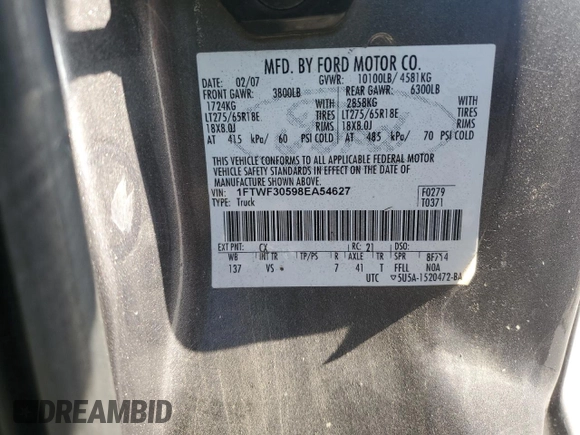 MFD. BY FORD MOTOR CO.
DATE: 02/07 GVWR: 10100LB/ 4581KG
FRONT GAWR: 3800LB REAR GAWR: 6300LB
1724KG WITH 2858KG WITH
LT275/65R18E TIRES LT275/65R18E TIRES
18X8.0J RIMS 18X8.0J RIMS
AT 415 kPa/ 60 PSI COLD AT 485 kPa/ 70 PSI COLD
THIS VEHICLE CONFORMS TO ALL APPLICABLE FEDERAL MOTOR
VEHICLE SAFETY STANDARDS IN EFFECT ON THE DATE OF
MANUFACTURE SHOWN ABOVE.
VIN: 1FTWF30598EA54627 F0279
TYPE: Truck T0371
EXT PNT: CX RC: 21 DSO:
WB INT TR TP/PS R AXLE TR SPR
137 VS 7 41 T FFLL N0A
UTC ▽5U5A-1520472-BA
DREAMBID